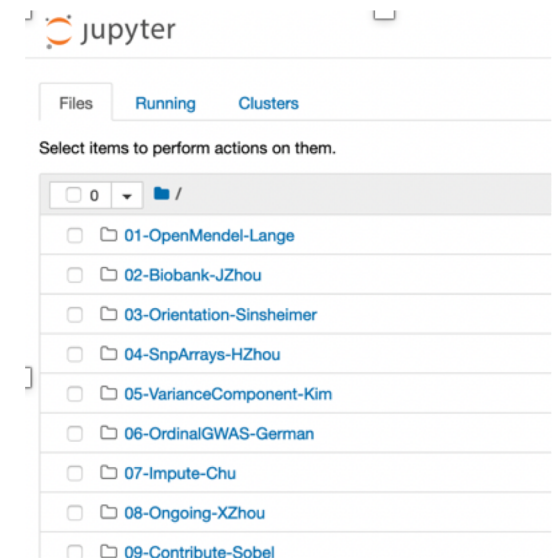 jupyter
Files Running Clusters
Select items to perform actions on them.
0 /
01-OpenMendel-Lange
02-Biobank-JZhou
03-Orientation-Sinsheimer
04-SnpArrays-HZhou
05-VarianceComponent-Kim
06-OrdinalGWAS-German
07-Impute-Chu
08-Ongoing-XZhou
09-Contribute-Sobel